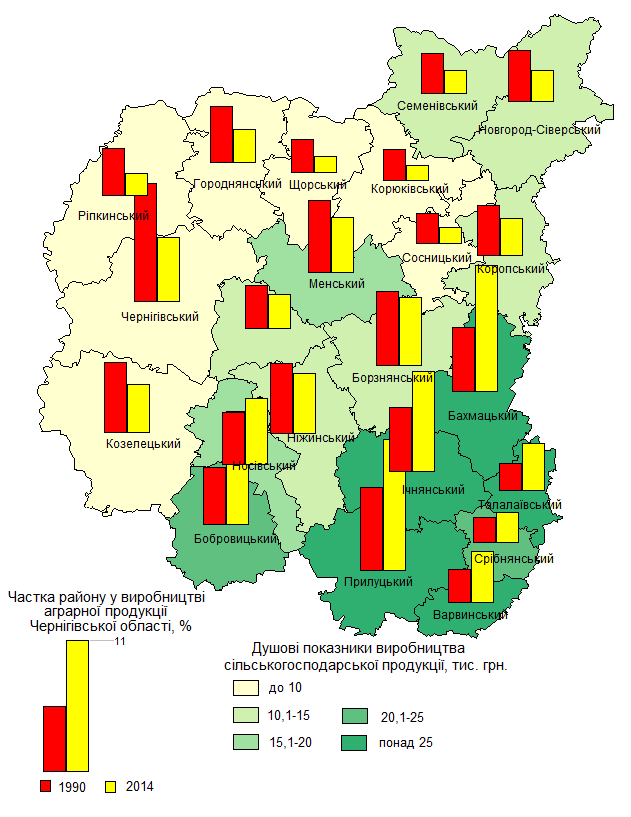 Семенівський
Новгород-Сіверський
Городнянський
Щорський
Корюківський
Ріпкинський
Сосницький
Коропський
Менський
Чернігівський
Борзнянський
Бахмацький
Козелецький
Ніжинський
Носівський
Ічнянський
Талалаївський
Бобровицький
Срібнянський
Прилуцький
Варвинський
Частка району у виробництві
аграрної продукції
Чернігівської області, %
11
1990
2014
Душові показники виробництва
сільськогосподарської продукції, тис. грн.
до 10
10,1-15
15,1-20
20,1-25
понад 25